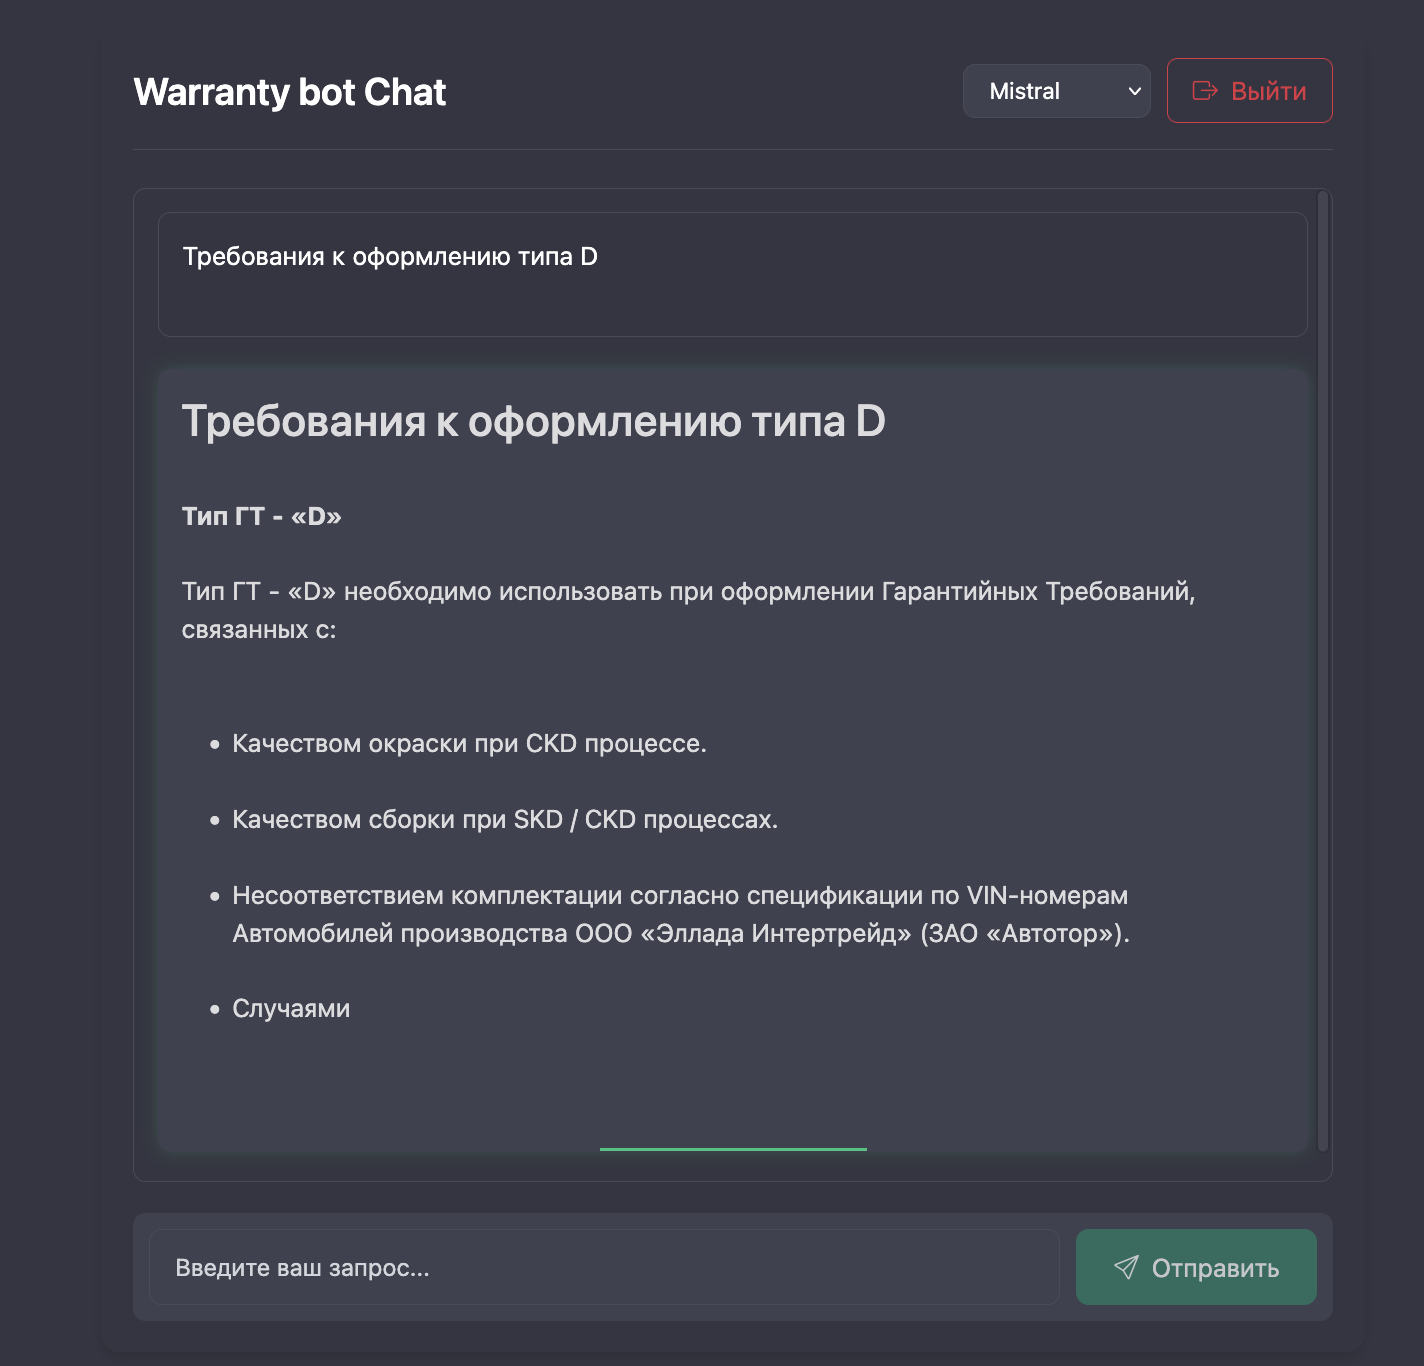 Warranty bot Chat
Mistral
Выйти
Требования к оформлению типа D
Требования к оформлению типа D
Тип ГТ - «D»
Тип ГТ - «D» необходимо использовать при оформлении Гарантийных Требований,
связанных с:
• Качеством окраски при CKD процессе.
• Качеством сборки при SKD / CKD процессах.
• Несоответствием комплектации согласно спецификации по VIN-номерам
Автомобилей производства ООО «Эллада Интертрейд» (ЗАО «Автотор»).
• Случаями
Введите ваш запрос...
Отправить